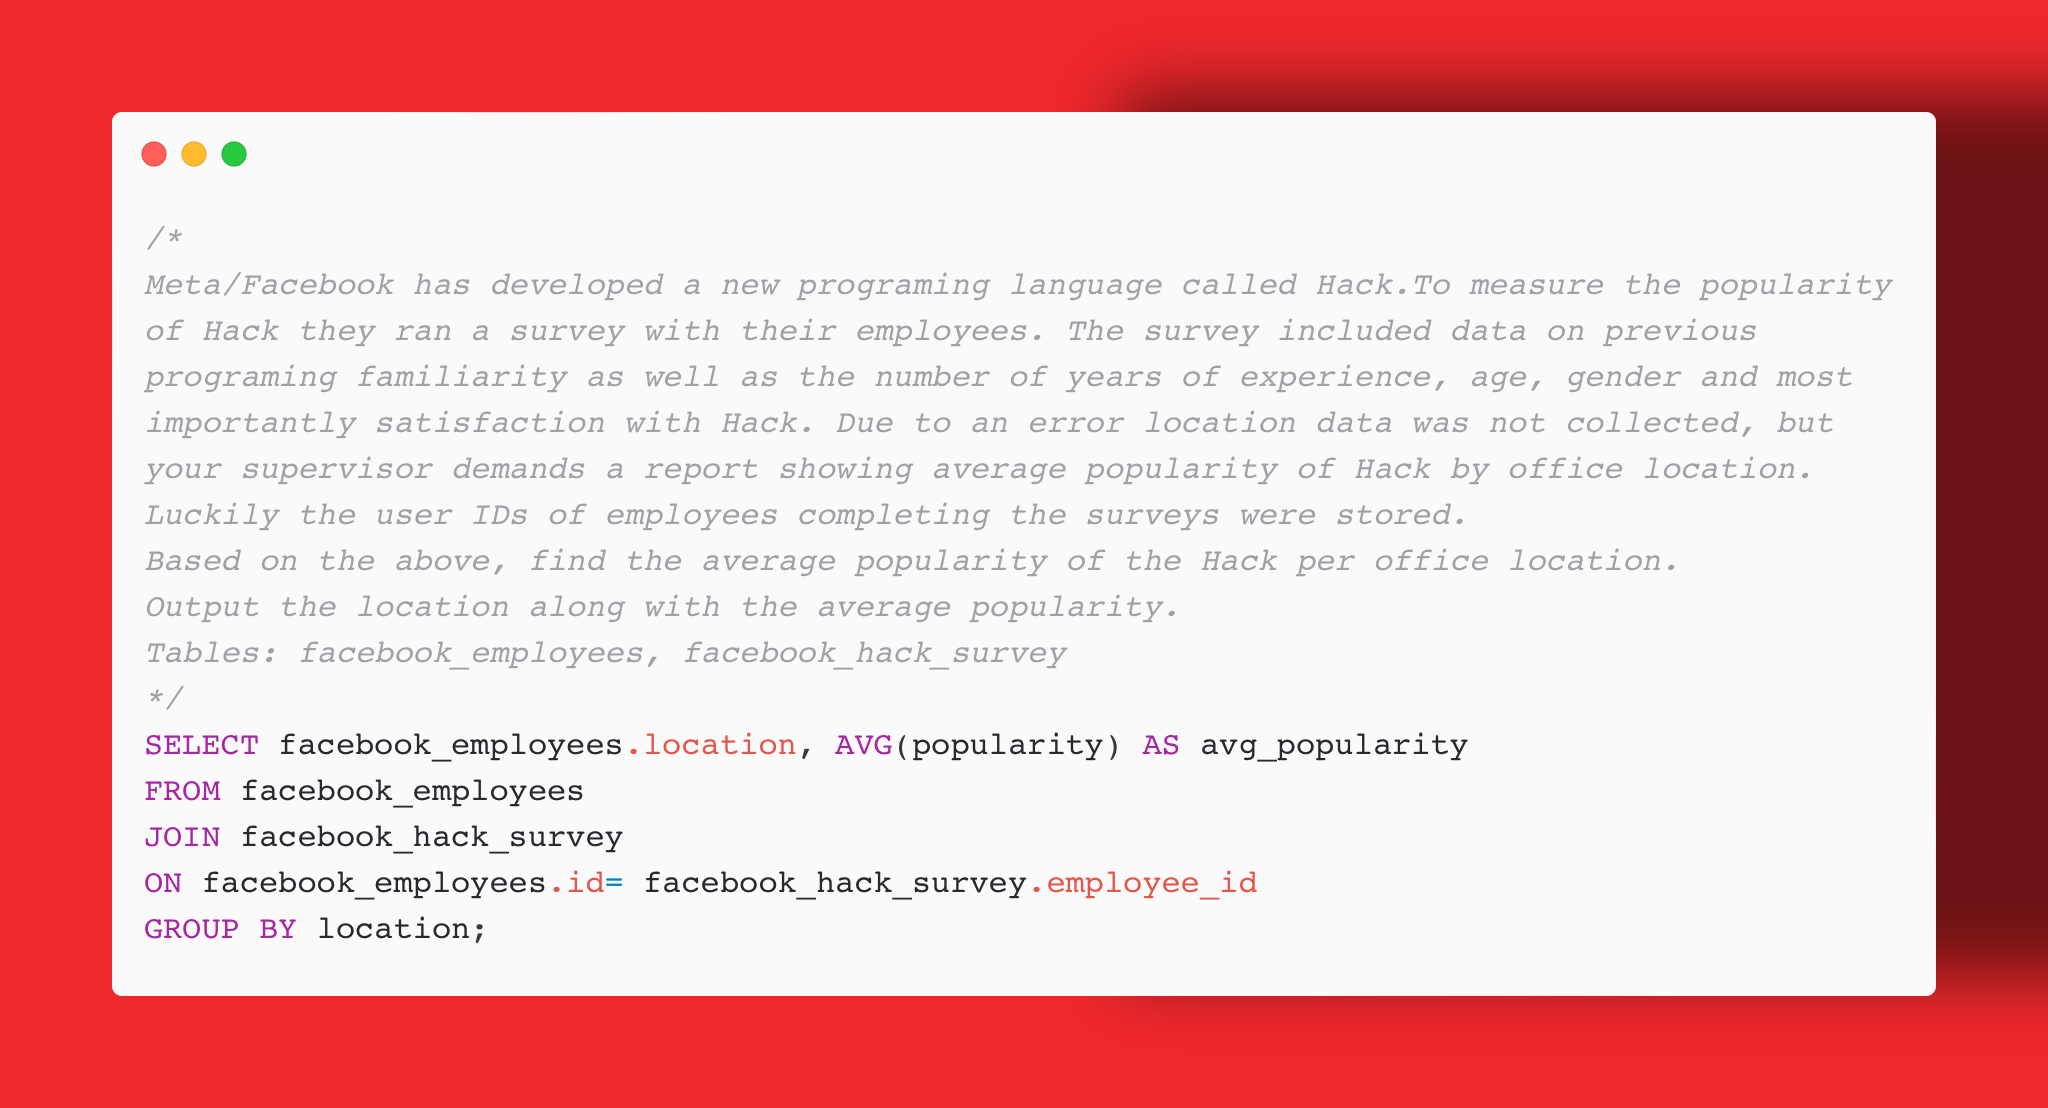 /*
Meta/Facebook has developed a new programing language called Hack.To measure the popularity
of Hack they ran a survey with their employees. The survey included data on previous
programing familiarity as well as the number of years of experience, age, gender and most
importantly satisfaction with Hack. Due to an error location data was not collected, but
your supervisor demands a report showing average popularity of Hack by office location.
Luckily the user IDs of employees completing the surveys were stored.
Based on the above, find the average popularity of the Hack per office location.
Output the location along with the average popularity.
Tables: facebook_employees, facebook_hack_survey
*/
SELECT facebook_employees.location, AVG(popularity) AS avg_popularity
FROM facebook_employees
JOIN facebook_hack_survey
ON facebook_employees.id= facebook_hack_survey.employee_id
GROUP BY location;